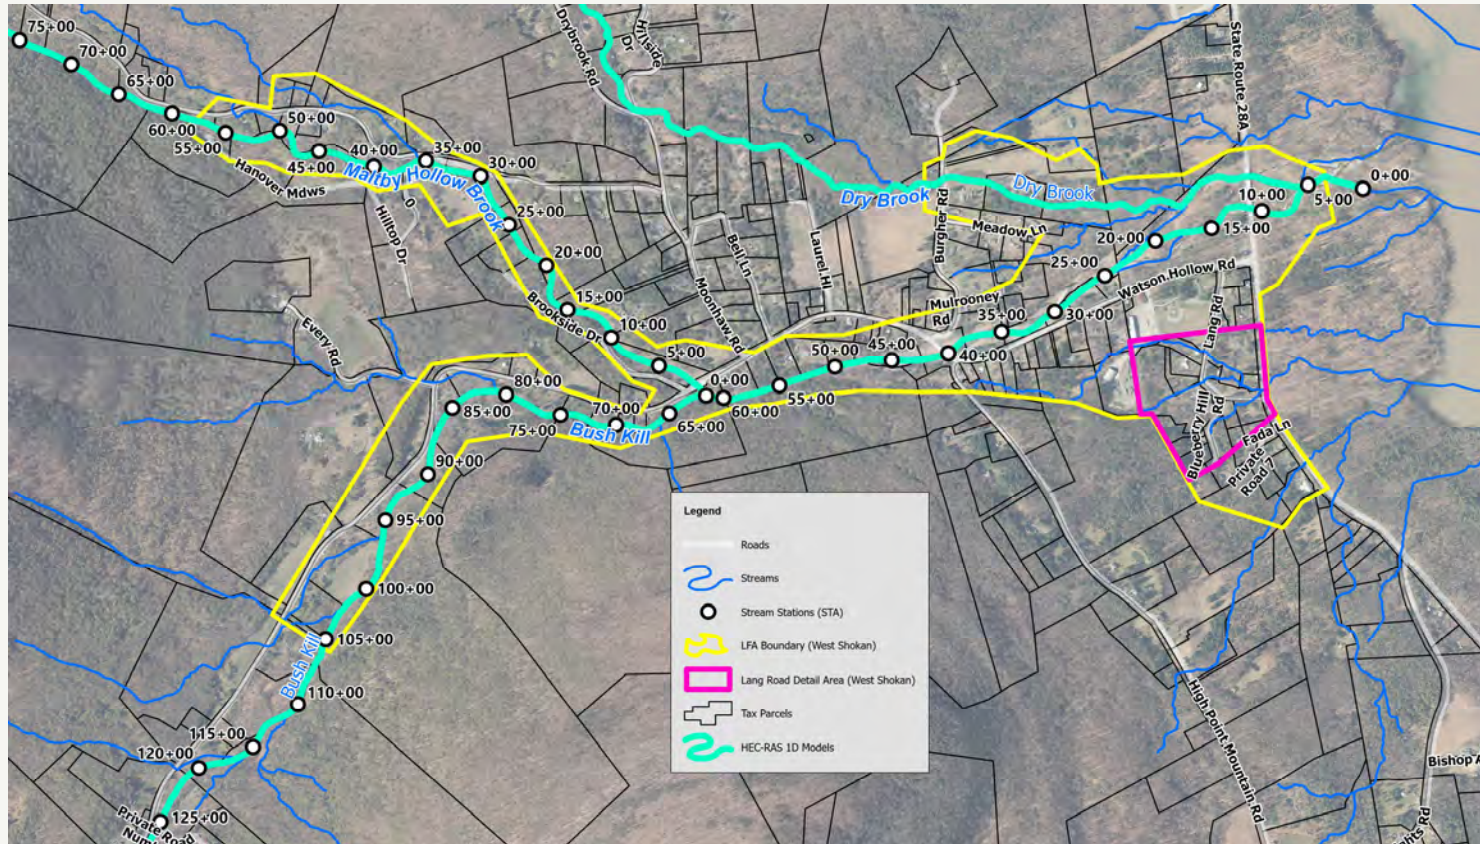 75+00
70+00
65+00
60+00
55+00
50+00
45+00
40+00
35+00
30+00
25+00
20+00
15+00
10+00
5+00
0+00
Hanover Mdws
Maltby Hollow Brook
Hilltop Dr
Brookside Dr
Drybrook Rd
Hillside
Dr
Moonhaw Rd
Bell Ln
Laurel Hl
Dry Brook
Dry Brook
Burgher Rd
Meadow Ln
Mulrooney
Rd
State Route 28A
Watson Hollow Rd
Lang Rd
Blueberry Hill
Rd
Fada Ln
Private
Road 7
High Point Mountain Rd
Bishop
Every Rd
0+00
5+00
10+00
15+00
20+00
25+00
30+00
35+00
40+00
45+00
50+00
55+00
60+00
65+00
70+00
75+00
80+00
85+00
90+00
95+00
100+00
105+00
110+00
115+00
120+00
125+00
Bush Kill
Bush Kill
Private Road
Legend
Roads
Streams
Stream Stations (STA)
LFA Boundary (West Shokan)
Lang Road Detail Area (West Shokan)
Tax Parcels
HEC-RAS 1D Models